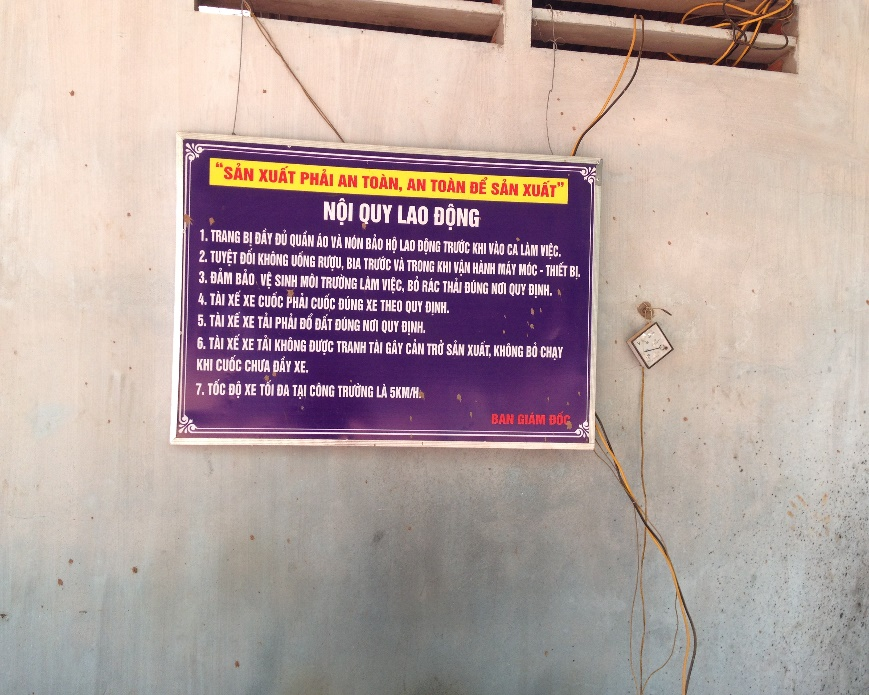 "SẢN XUẤT PHẢI AN TOÀN, AN TOÀN ĐỂ SẢN XUẤT"
NỘI QUY LAO ĐỘNG
1. TRANG BỊ ĐẦY ĐỦ QUẦN ÁO VÀ NÓN BẢO HỘ LAO ĐỘNG TRƯỚC KHI VÀO CA LÀM VIỆC.
2. TUYỆT ĐỐI KHÔNG UỐNG RƯỢU, BIA TRƯỚC VÀ TRONG KHI VẬN HÀNH MÁY MÓC - THIẾT BỊ.
3. ĐẢM BẢO VỆ SINH MÔI TRƯỜNG LÀM VIỆC, BỎ RÁC THẢI ĐÚNG NƠI QUY ĐỊNH.
4. TÀI XẾ XE CUỐC PHẢI CUỐC ĐÚNG XE THEO QUY ĐỊNH.
5. TÀI XẾ XE TẢI PHẢI ĐỔ ĐẤT ĐÚNG NƠI QUY ĐỊNH.
6. TÀI XẾ XE TẢI KHÔNG ĐƯỢC TRANH TÀI GÂY CẢN TRỞ SẢN XUẤT, KHÔNG BỎ CHẠY
KHI CUỐC CHƯA ĐẦY XE.
7. TỐC ĐỘ XE TỐI ĐA TẠI CÔNG TRƯỜNG LÀ 5KM/H.
BAN GIÁM ĐỐC